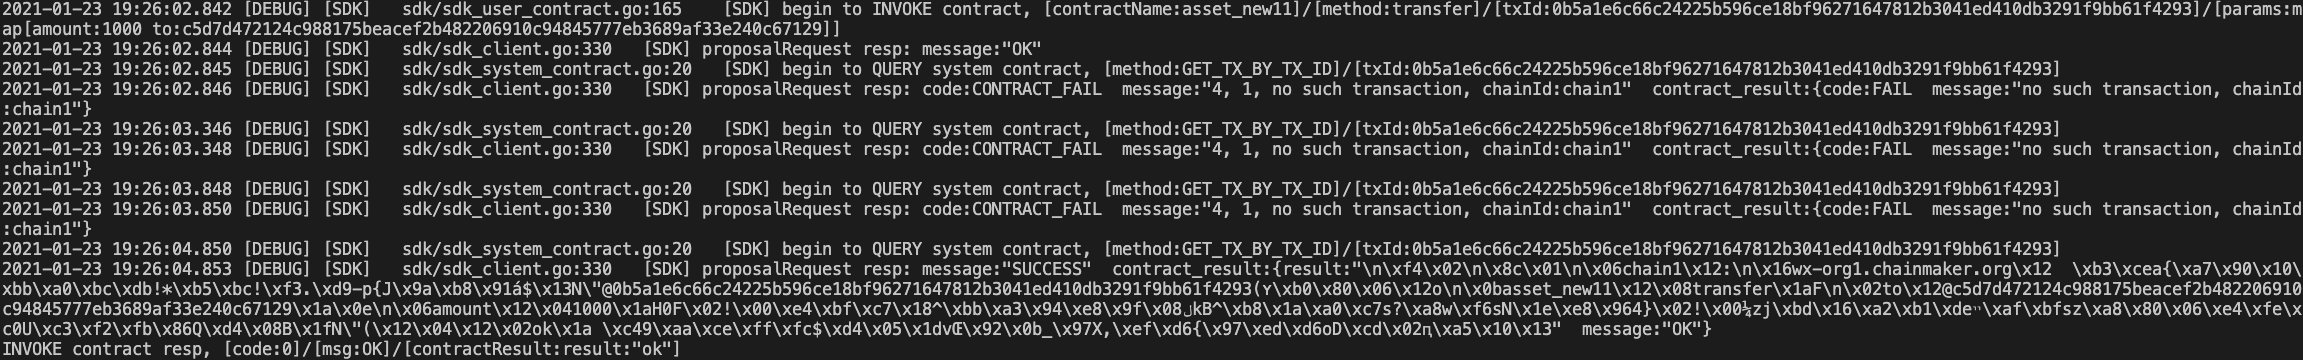 2021-01-23 19:26:02.842 [DEBUG] [SDK]   sdk/sdk_user_contract.go:165    [SDK] begin to INVOKE contract, [contractName:asset_new11]/[method:transfer]/[txId:0b5a1e6c66c24225b596ce18bf96271647812b3041ed410db3291f9bb61f4293]/[params:m
ap[amount:1000 to:c5d7d472124c988175beacef2b482206910c94845777eb3689af33e240c67129]]
2021-01-23 19:26:02.844 [DEBUG] [SDK]   sdk/sdk_client.go:330   [SDK] proposalRequest resp: message:"OK"
2021-01-23 19:26:02.845 [DEBUG] [SDK]   sdk/sdk_system_contract.go:20   [SDK] begin to QUERY system contract, [method:GET_TX_BY_TX_ID]/[txId:0b5a1e6c66c24225b596ce18bf96271647812b3041ed410db3291f9bb61f4293]
2021-01-23 19:26:02.846 [DEBUG] [SDK]   sdk/sdk_client.go:330   [SDK] proposalRequest resp: code:CONTRACT_FAIL  message:"4, 1, no such transaction, chainId:chain1"  contract_result:{code:FAIL  message:"no such transaction, chainId
:chain1"}
2021-01-23 19:26:03.346 [DEBUG] [SDK]   sdk/sdk_system_contract.go:20   [SDK] begin to QUERY system contract, [method:GET_TX_BY_TX_ID]/[txId:0b5a1e6c66c24225b596ce18bf96271647812b3041ed410db3291f9bb61f4293]
2021-01-23 19:26:03.348 [DEBUG] [SDK]   sdk/sdk_client.go:330   [SDK] proposalRequest resp: code:CONTRACT_FAIL  message:"4, 1, no such transaction, chainId:chain1"  contract_result:{code:FAIL  message:"no such transaction, chainId
:chain1"}
2021-01-23 19:26:03.848 [DEBUG] [SDK]   sdk/sdk_system_contract.go:20   [SDK] begin to QUERY system contract, [method:GET_TX_BY_TX_ID]/[txId:0b5a1e6c66c24225b596ce18bf96271647812b3041ed410db3291f9bb61f4293]
2021-01-23 19:26:03.850 [DEBUG] [SDK]   sdk/sdk_client.go:330   [SDK] proposalRequest resp: code:CONTRACT_FAIL  message:"4, 1, no such transaction, chainId:chain1"  contract_result:{code:FAIL  message:"no such transaction, chainId
:chain1"}
2021-01-23 19:26:04.850 [DEBUG] [SDK]   sdk/sdk_system_contract.go:20   [SDK] begin to QUERY system contract, [method:GET_TX_BY_TX_ID]/[txId:0b5a1e6c66c24225b596ce18bf96271647812b3041ed410db3291f9bb61f4293]
2021-01-23 19:26:04.853 [DEBUG] [SDK]   sdk/sdk_client.go:330   [SDK] proposalRequest resp: message:"SUCCESS"  contract_result:{result:"\n\xf4\x02\n\x8c\x01\n\x06chain1\x12:\n\x16wx-org1.chainmaker.org\x12  \xb3\xcea{\xa7\x90\x10\
\xbb\xa0\xbc\xdb!*\xb5\xbc!\xf3.\xd9-p{J\x9a\xb8\x91á$\x13N\"@0b5a1e6c66c24225b596ce18bf96271647812b3041ed410db3291f9bb61f4293(\xb0\x80\x06\x12o\n\x0basset_new11\x12\x08transfer\x1aF\n\x02to\x12@c5d7d472124c988175beacef2b482206910
c94845777eb3689af33e240c67129\x1a\x0e\n\x06amount\x12\x041000\x1aH0F\x02!\x00\xe4\xbf\xc7\x18^\xbb\xa3\x94\xe8\x9f\x08kB^\xb8\x1a\xa0\xc7s?\xa8w\xf6sN\x1e\xe8\x964}\x02!\x00¼zj\xbd\x16\xa2\xb1\xde\xaf\xbfsz\xa8\x80\x06\xe4\xfe\x
c0U\xc3\xf2\xfb\x86Q\xd4\x08B\x1fN\"(\x12\x04\x12\x02ok\x1a \xc49\xaa\xce\xff\xfc$\xd4\x05\x1dvŒ\x92\x0b_\x97X,\xef\xd6{\x97\xed\xd6oD\xcd\x02\xa5\x10\x13"  message:"OK"}
INVOKE contract resp, [code:0]/[msg:OK]/[contractResult:result:"ok"]